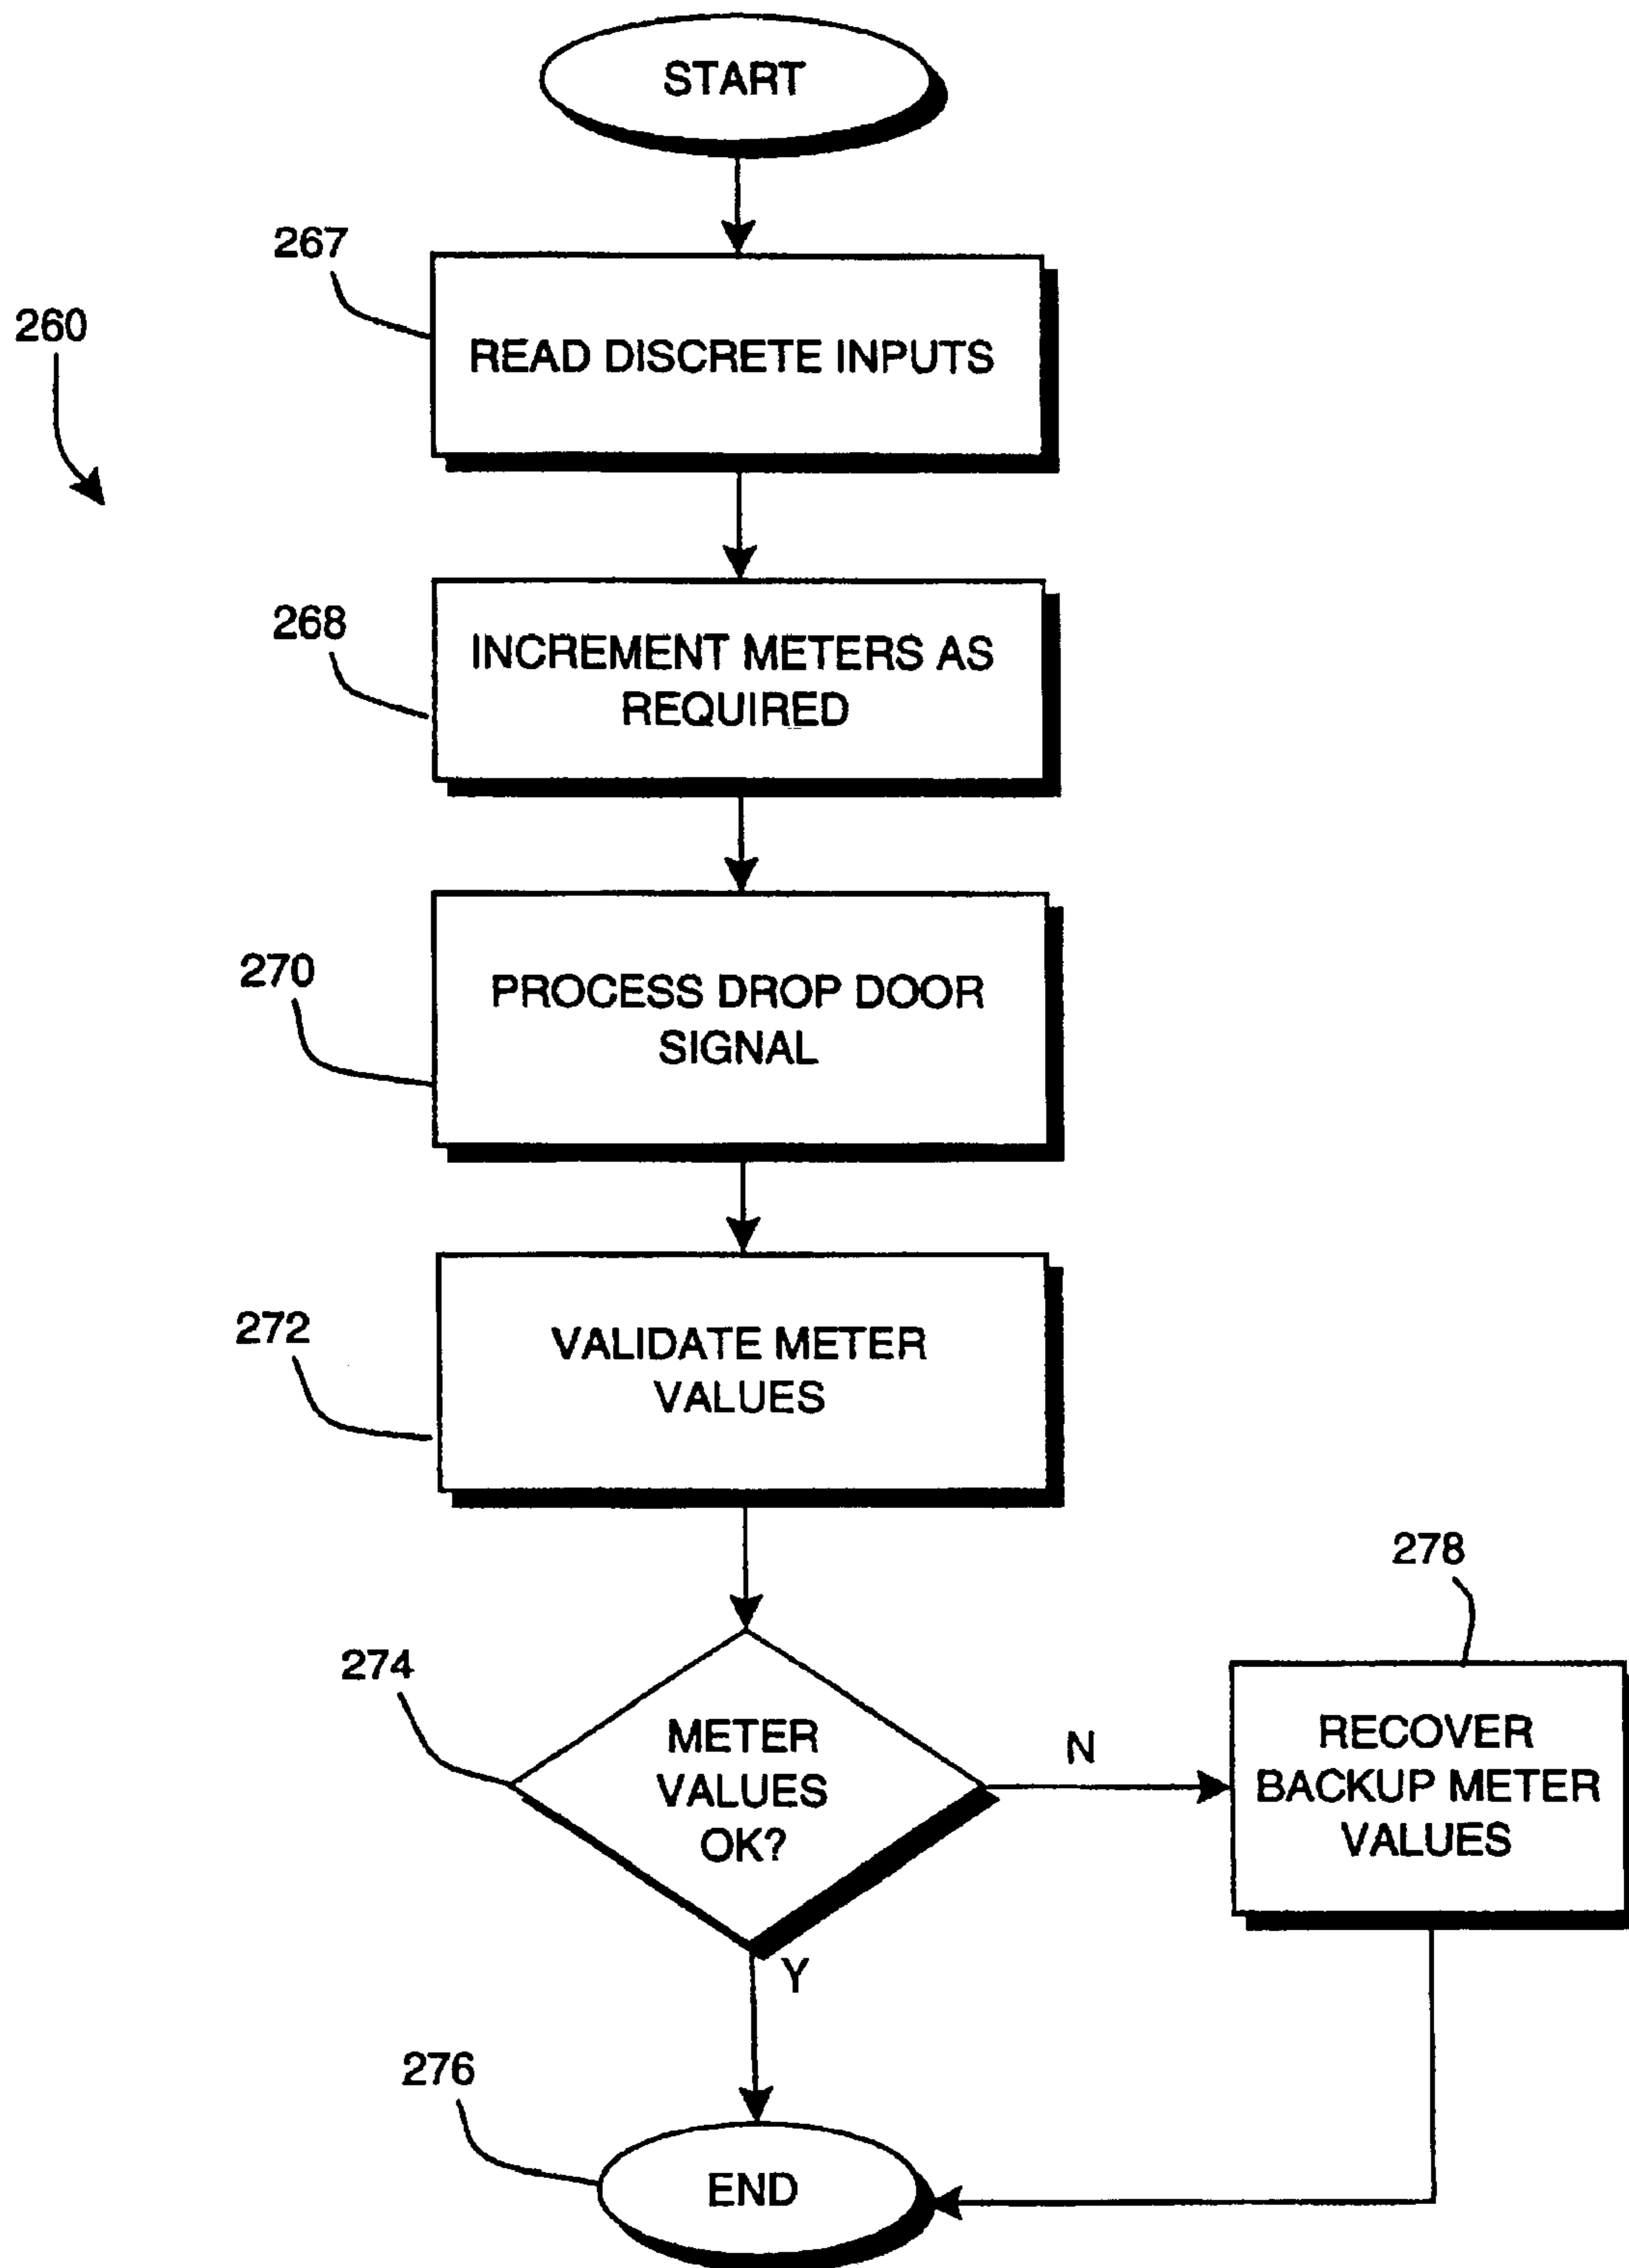 START
267
260
READ DISCRETE INPUTS
268
INCREMENT METERS AS
REQUIRED
270
PROCESS DROP DOOR
SIGNAL
272
VALIDATE METER
VALUES
278
274
METER
VALUES
OK?
N
RECOVER
BACKUP METER
VALUES
Y
276
END